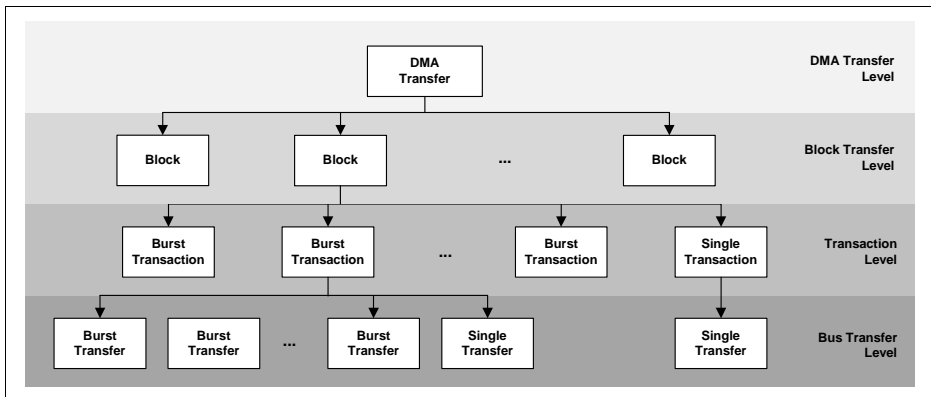 DMA
Transfer
DMA Transfer
Level
Block
Block
...
Block
Block Transfer
Level
Burst
Transaction
Burst
Transaction
...
Burst
Transaction
Single
Transaction
Transaction
Level
Burst
Transfer
Burst
Transfer
...
Burst
Transfer
Single
Transfer
Single
Transfer
Bus Transfer
Level